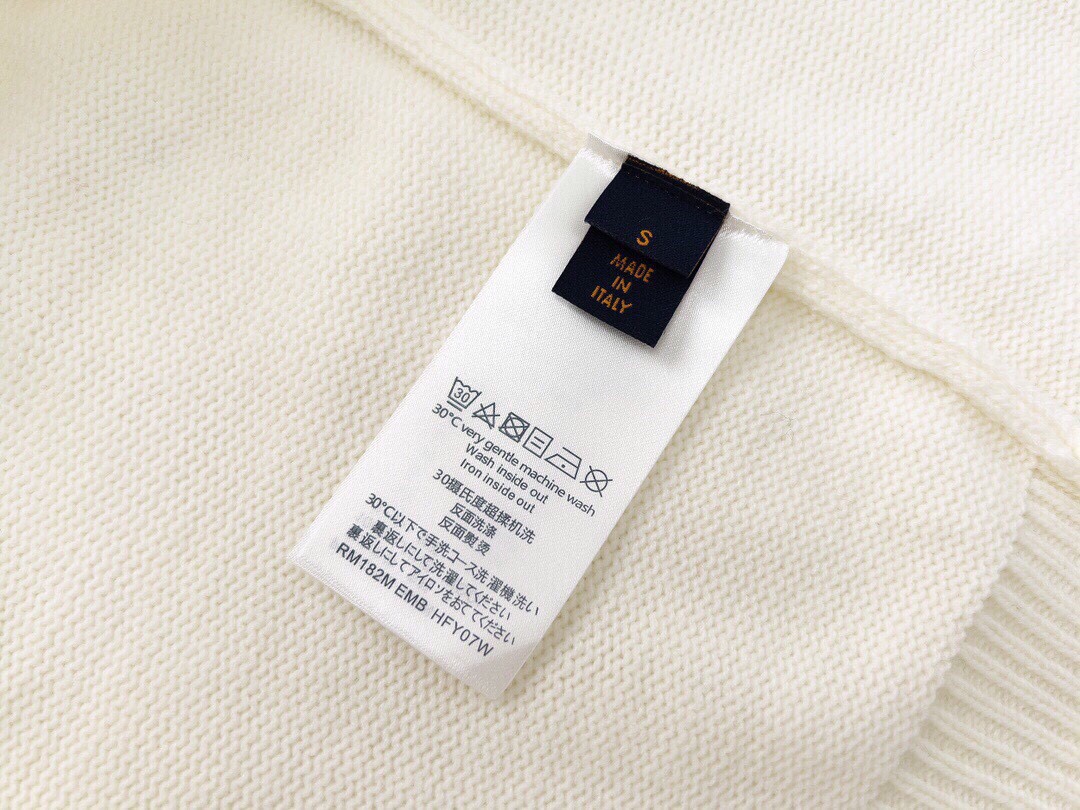 S
MADE
IN
ITALY
30
30°C very gentle machine wash
Wash inside out
Iron inside out
30摄氏度超揉机洗
反面洗涤
反面熨烫
30℃以下で手洗コース洗濯機洗い
裏返しにして洗濯してください
裏返しにしてアイロソをおててください
RM182M EMB HFY07W